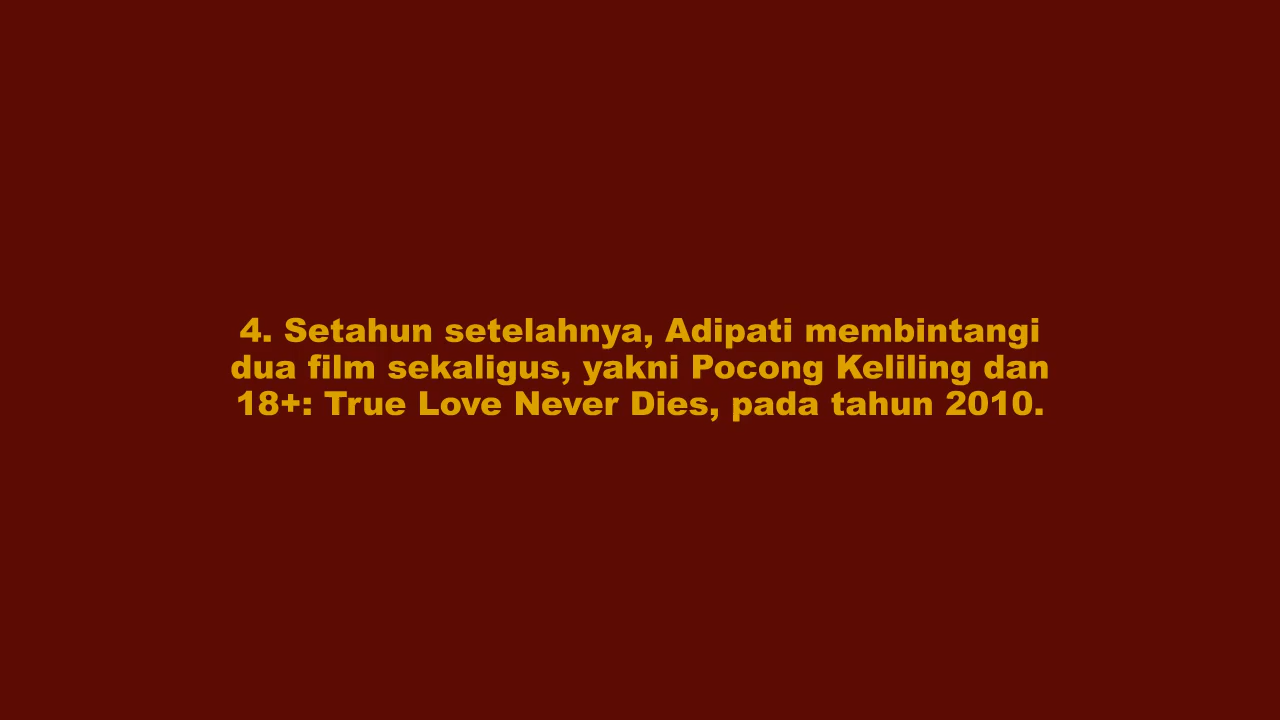 4. Setahun setelahnya, Adipati membintangi
dua film sekaligus, yakni Pocong Keliling dan
18+: True Love Never Dies, pada tahun 2010.